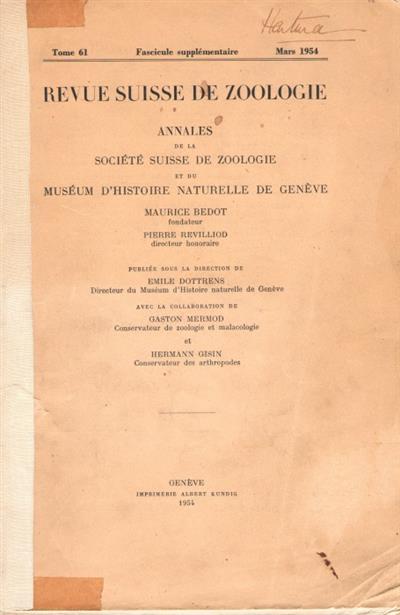 Tome 61 Fascicule supplémentaire Mars 1954
REVUE SUISSE DE ZOOLOGIE
ANNALES
DE LA
SOCIÉTÉ SUISSE DE ZOOLOGIE
ET DU
MUSÉUM D'HISTOIRE NATURELLE DE GENÈVE
MAURICE BEDOT
fondateur
PIERRE REVILLIOD
directeur honoraire
PUBLIÉE SOUS LA DIRECTION DE
EMILE DOTTRENS
Directeur du Muséum d'Histoire naturelle de Genève
AVEC LA COLLABORATION DE
GASTON MERMOD
Conservateur de zoologie et malacologie
et
HERMANN GISIN
Conservateur des arthropodes
GENÈVE
IMPRIMERIE ALBERT KUNDIG
1954